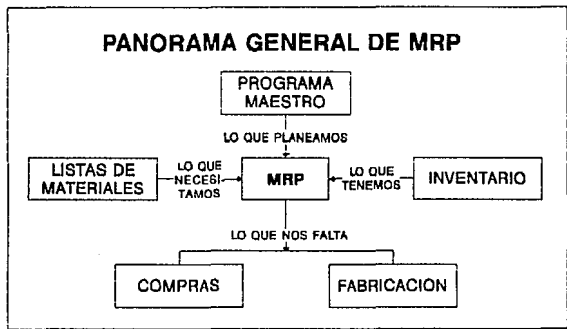 PANORAMA GENERAL DE MRP
PROGRAMA
MAESTRO
LO QUE PLANEAMOS
LISTAS DE
MATERIALES
LO QUE
NECESI-
TAMOS
MRP
LO QUE
TENEMOS
INVENTARIO
LO QUE NOS FALTA
COMPRAS
FABRICACION